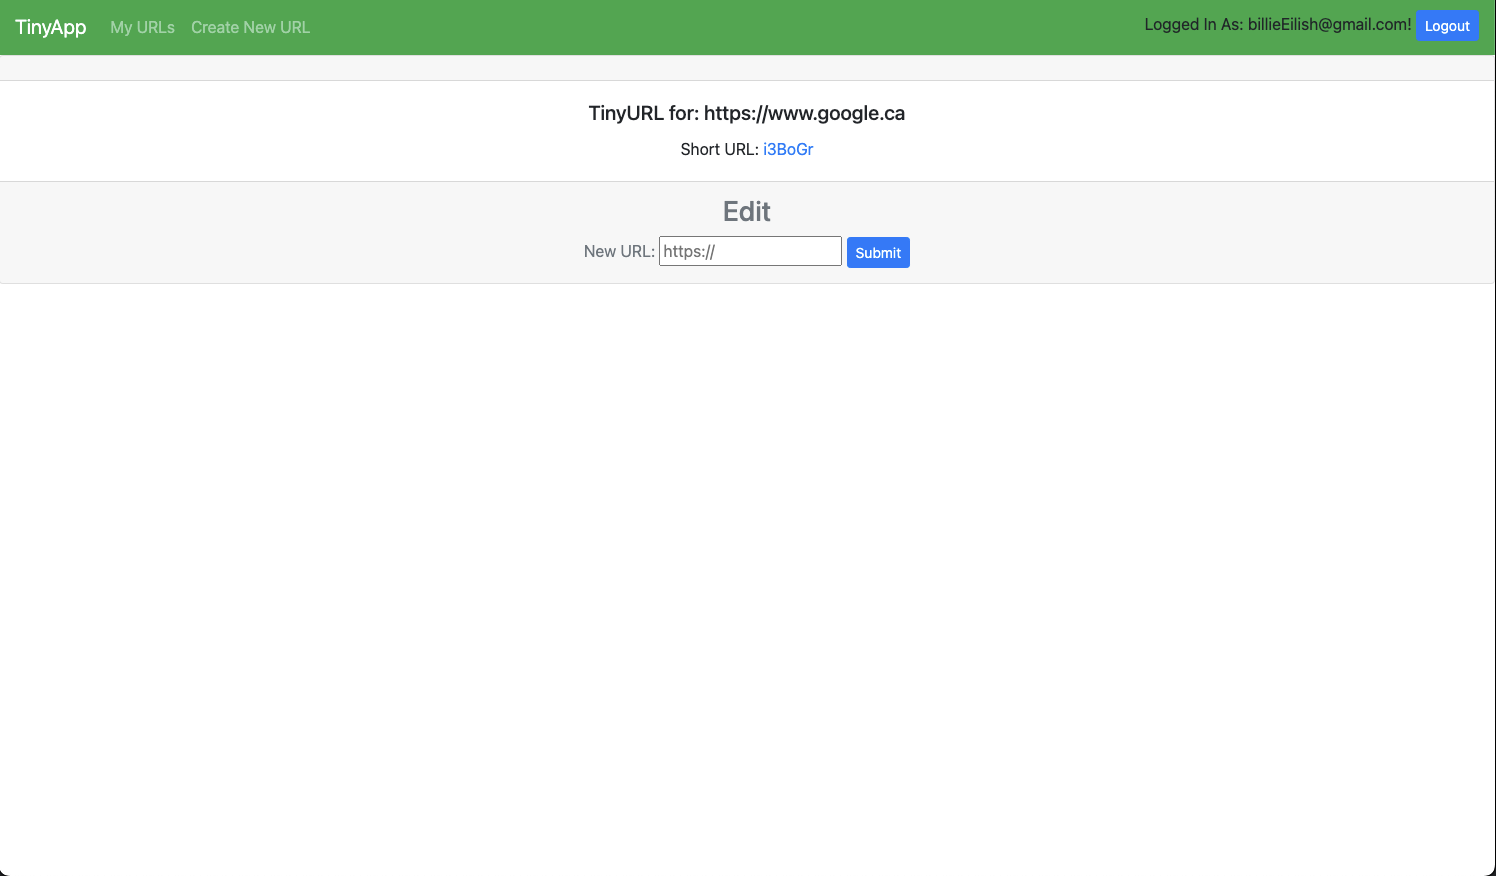 TinyApp My URLs Create New URL Logged In As: billieEilish@gmail.com! Logout
TinyURL for: https://www.google.ca
Short URL: i3BoGr
Edit
New URL: https:// Submit